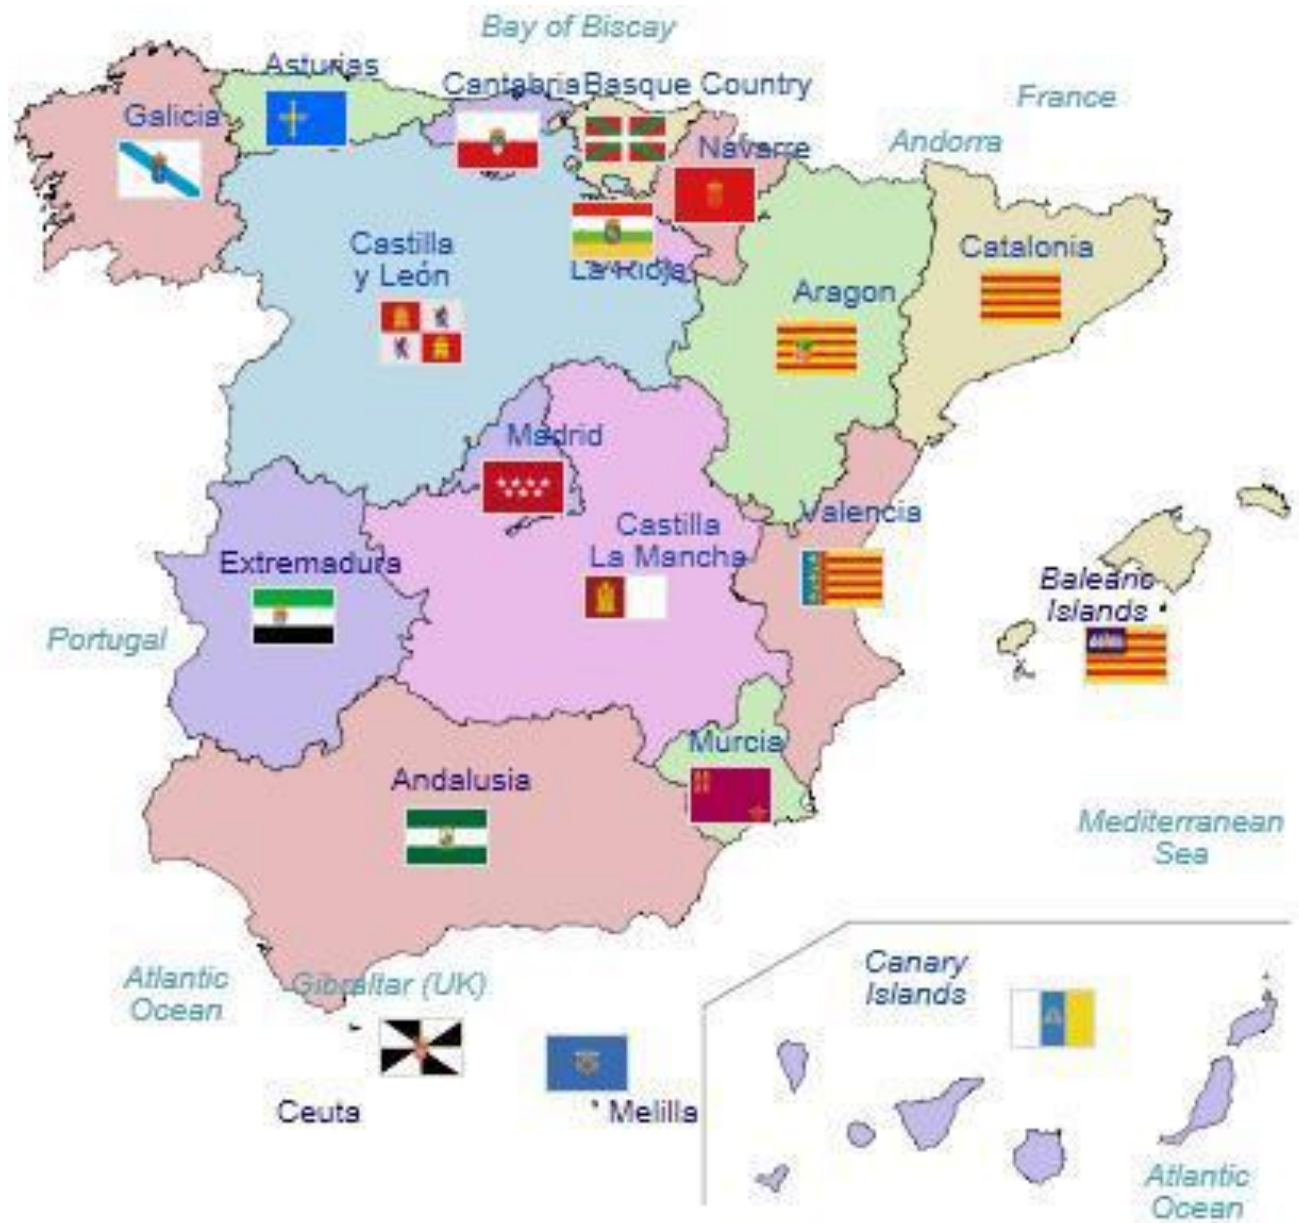 Bay of Biscay
Asturias
Cantabria
Basque Country
France
Galicia
Navarre
Andorra
Castilla
y León
La Rioja
Catalonia
Aragon
Madrid
Valencia
Castilla
La Mancha
Extremadura
Balearic
Islands
Portugal
Murcia
Andalusia
Mediterranean
Sea
Atlantic
Ocean
Gibraltar (UK)
Canary
Islands
Ceuta
Melilla
Atlantic
Ocean